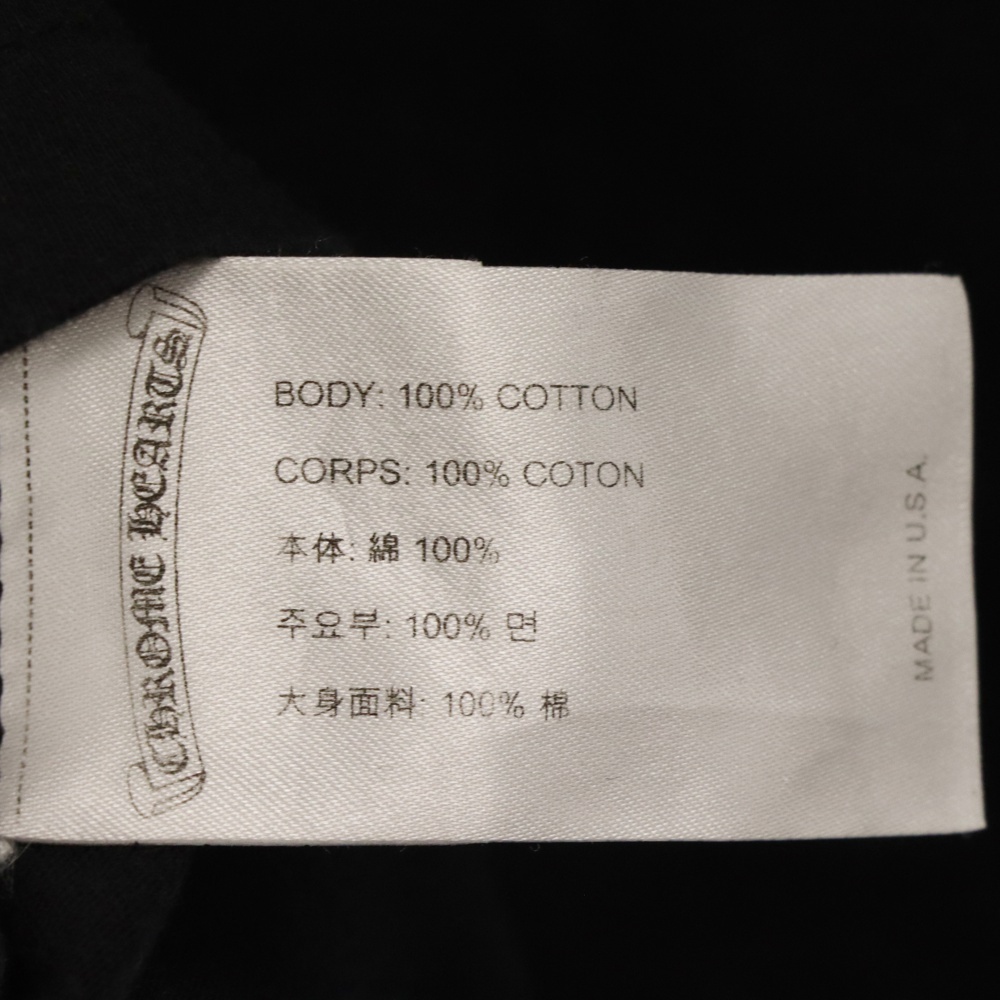 CHROME HEARTS
BODY: 100% COTTON
CORPS: 100% COTON
本体: 綿 100%
주요부: 100% 면
大身面料: 100% 棉
MADE IN U.S.A.